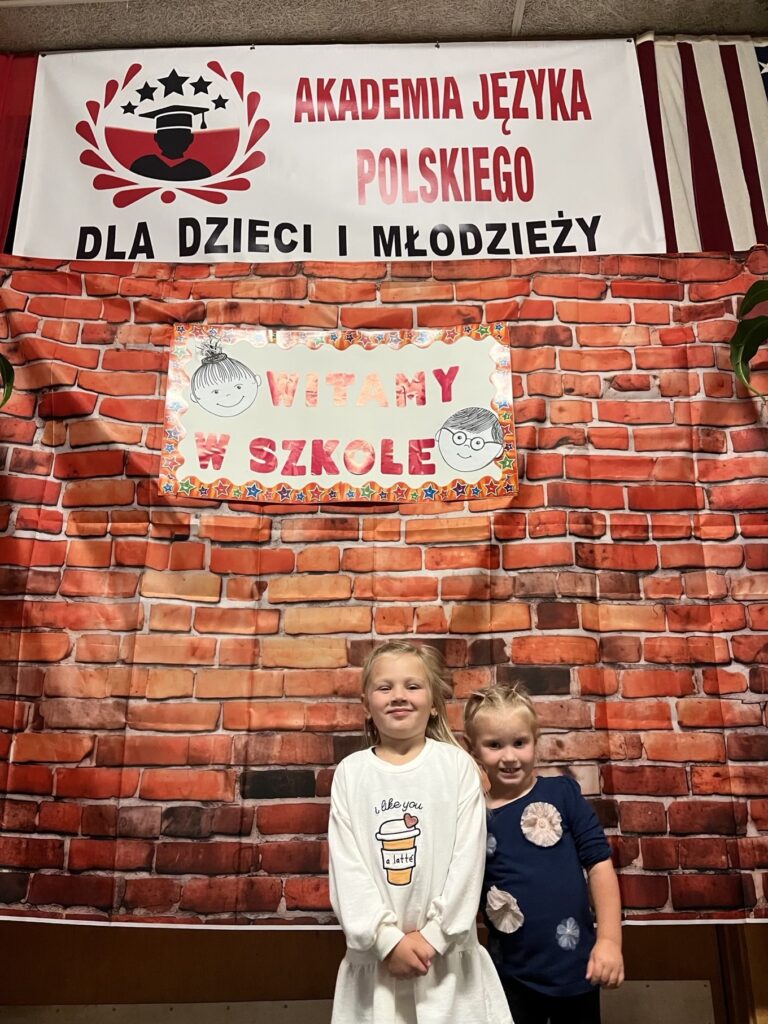 AKADEMIA JĘZYKA
POLSKIEGO
DLA DZIECI I MŁODZIEŻY
WITAMY
W SZKOLE
i like you
a latte